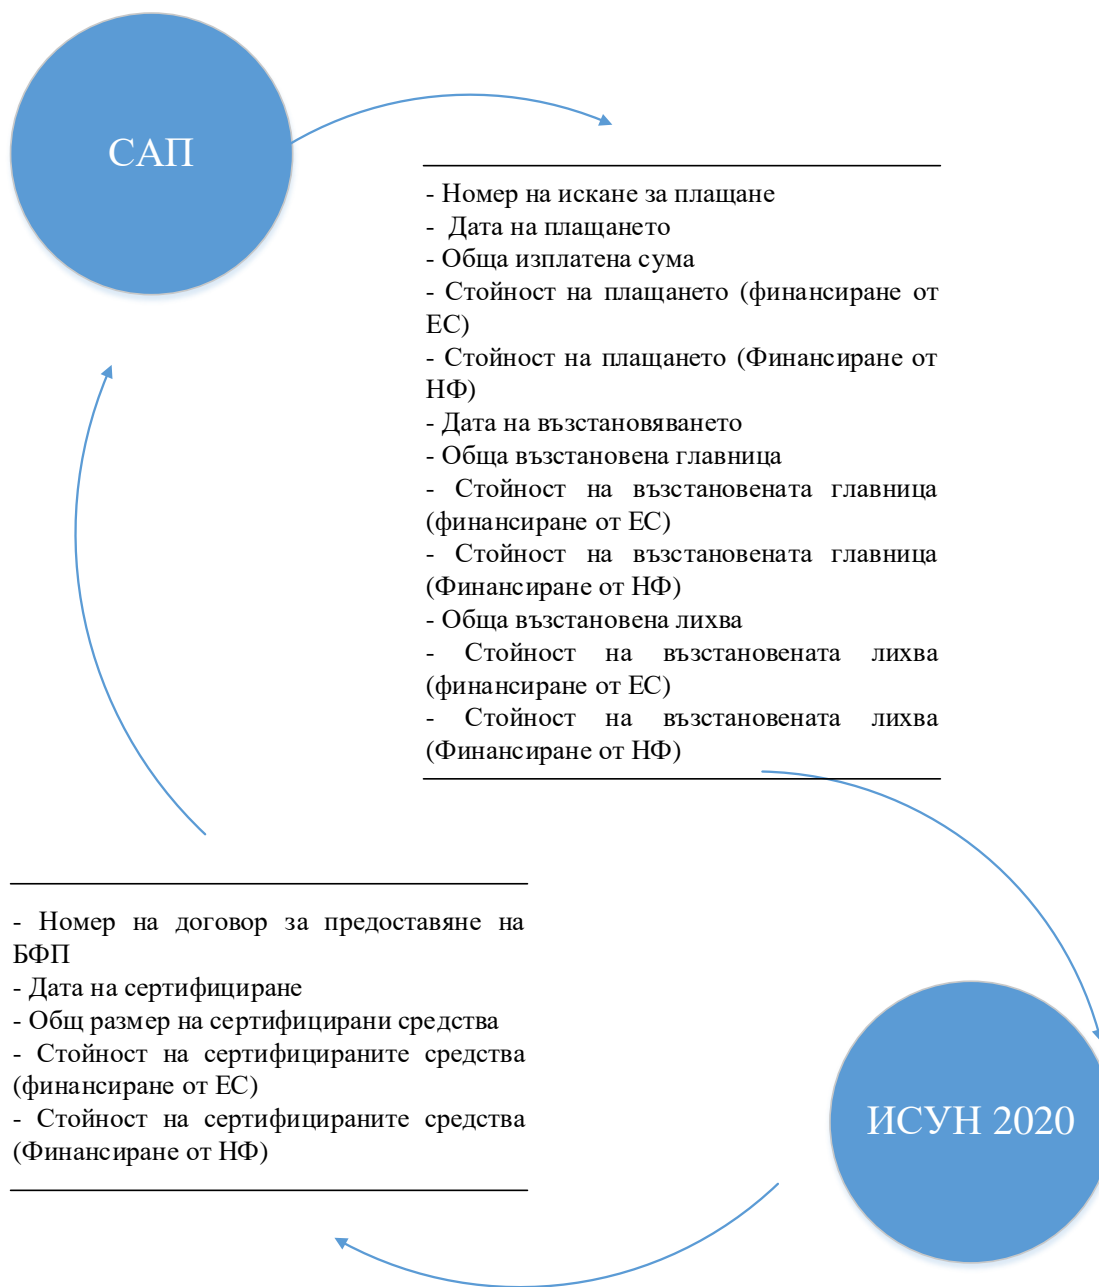 САП
- Номер на искане за плащане
- Дата на плащането
- Обща изплатена сума
- Стойност на плащането (финансиране от
ЕС)
- Стойност на плащането (Финансиране от
НФ)
- Дата на възстановяването
- Обща възстановена главница
- Стойност на възстановената главница
(финансиране от ЕС)
- Стойност на възстановената главница
(Финансиране от НФ)
- Обща възстановена лихва
- Стойност на възстановената лихва
(финансиране от ЕС)
- Стойност на възстановената лихва
(Финансиране от НФ)
- Номер на договор за предоставяне на
БФП
- Дата на сертифициране
- Общ размер на сертифицирани средства
- Стойност на сертифицираните средства
(финансиране от ЕС)
- Стойност на сертифицираните средства
(Финансиране от НФ)
ИСУН 2020